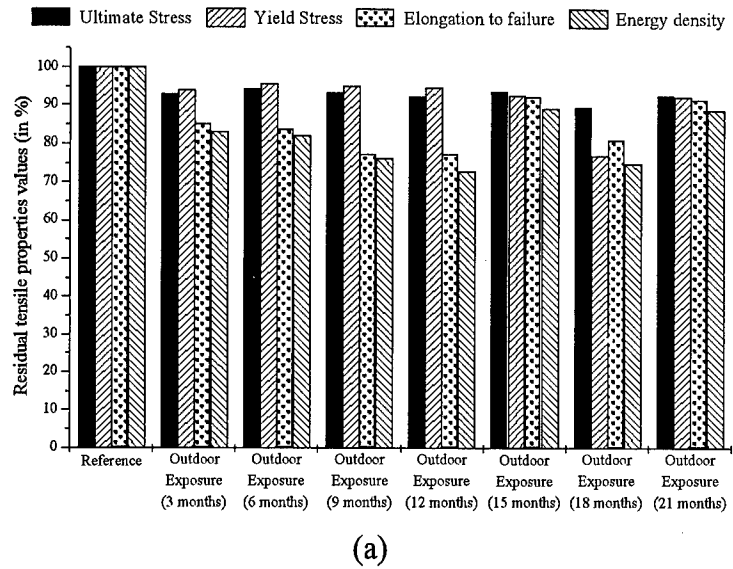 Ultimate Stress Yield Stress Elongation to failure Energy density
Residual tensile properties values (in %)
100
90
80
70
60
50
40
30
20
10
0
Reference
Outdoor Exposure (3 months)
Outdoor Exposure (6 months)
Outdoor Exposure (9 months)
Outdoor Exposure (12 months)
Outdoor Exposure (15 months)
Outdoor Exposure (18 months)
Outdoor Exposure (21 months)
(a)